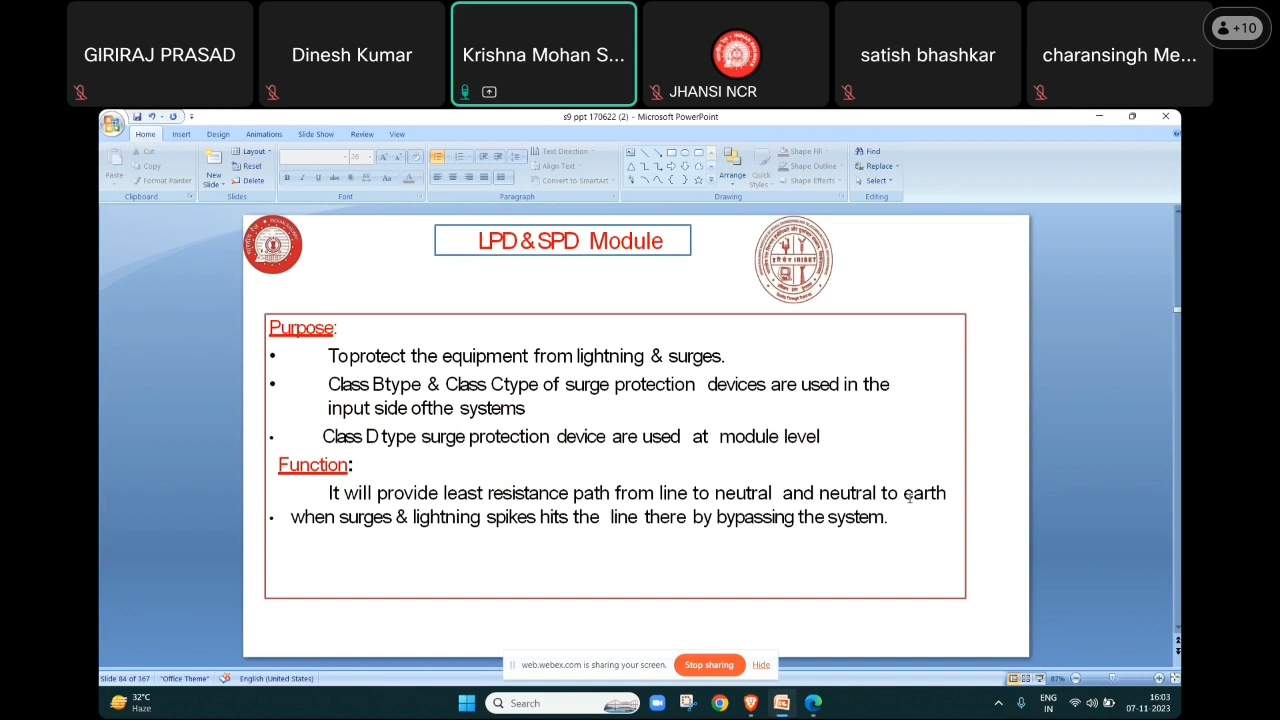 GIRIRAJ PRASAD
Dinesh Kumar
Krishna Mohan S...
JHANSI NCR
satish bhashkar
charansingh Me...
+10
s9 ppt 170622 (2) - Microsoft PowerPoint
Home Insert Design Animations Slide Show Review View
Paste
Cut
Copy
Format Painter
Clipboard
New Slide
Layout
Reset
Delete
Slides
28
Font
Paragraph
Text Direction
Align Text
Convert to SmartArt
Arrange
Quick Styles
Shape Fill
Shape Outline
Shape Effects
Drawing
Find
Replace
Select
Editing
LPD & SPD Module
IRISET
Purpose:
• To protect the equipment from lightning & surges.
• Class B type & Class C type of surge protection devices are used in the
input side of the systems
• Class D type surge protection device are used at module level
Function:
It will provide least resistance path from line to neutral and neutral to earth
• when surges & lightning spikes hits the line there by bypassing the system.
web.webex.com is sharing your screen. Stop sharing Hide
Slide 84 of 367 "Office Theme" English (United States) 87%
32°C
Haze
Search
ENG
IN
16:03
07-11-2023